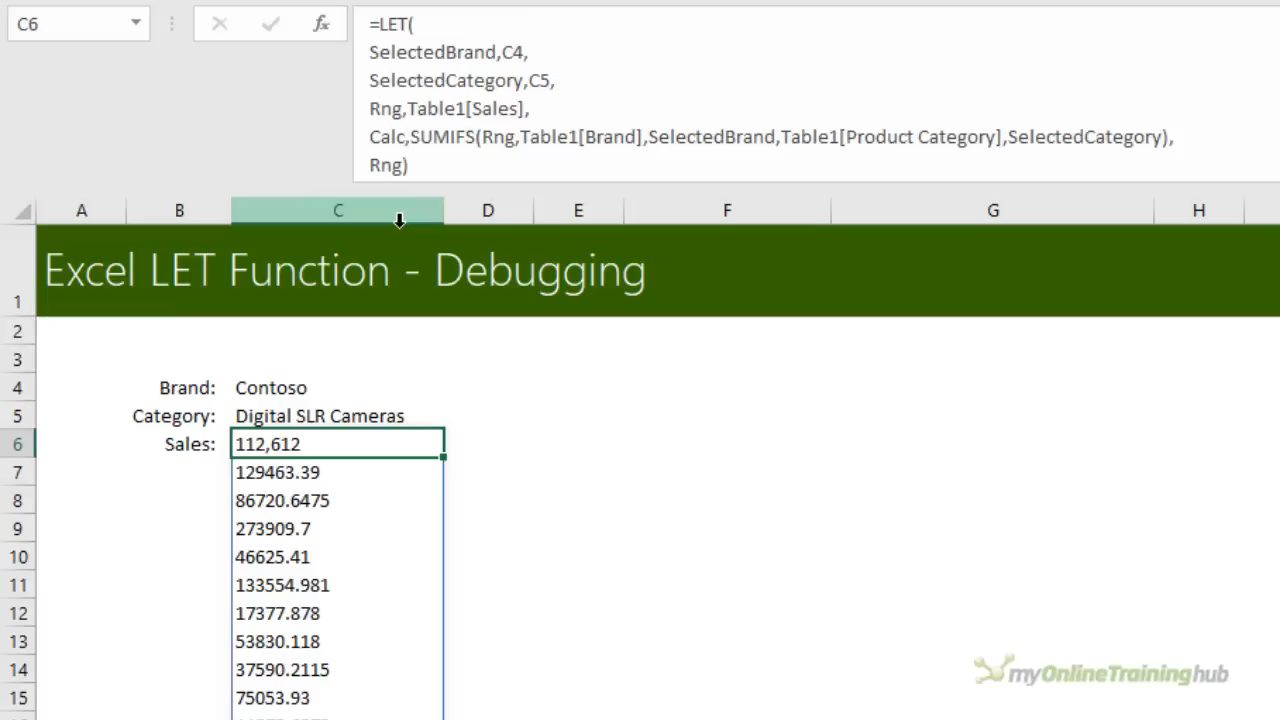 C6
fx
=LET(
SelectedBrand,C4,
SelectedCategory,C5,
Rng,Table1[Sales],
Calc,SUMIFS(Rng,Table1[Brand],SelectedBrand,Table1[Product Category],SelectedCategory),
Rng)
A B C D E F G H
1 Excel LET Function - Debugging
2
3
4 Brand: Contoso
5 Category: Digital SLR Cameras
6 Sales: 112,612
7 129463.39
8 86720.6475
9 273909.7
10 46625.41
11 133554.981
12 17377.878
13 53830.118
14 37590.2115
15 75053.93
myOnlineTraininghub